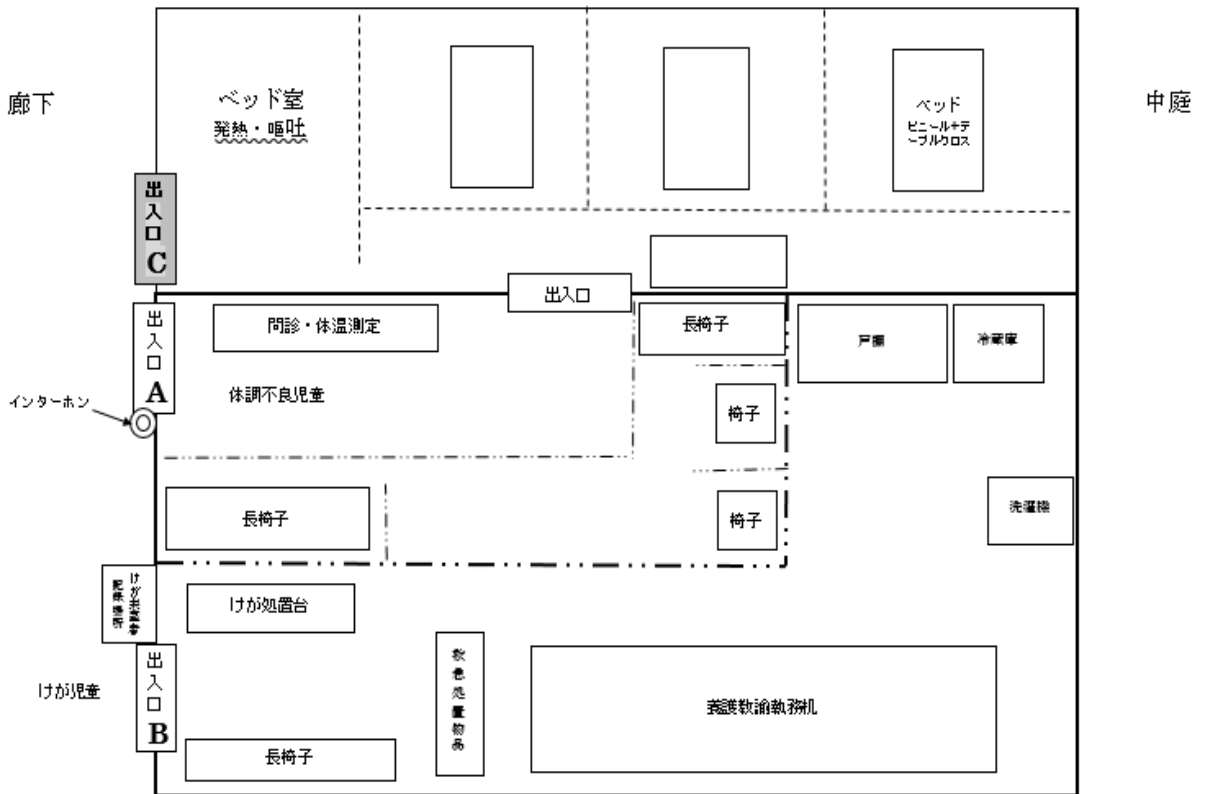 廊下
ベッド室
発熱・嘔吐
ベッド
ビニール+テ
ーブルクロス
中庭
出入口C
出入口
出入口A
問診・体温測定
長椅子
戸棚
冷蔵庫
体調不良児童
インターホン
椅子
長椅子
椅子
洗濯機
けが処置台
けが児童
出入口B
救急処置物品
養護教諭執務机
長椅子